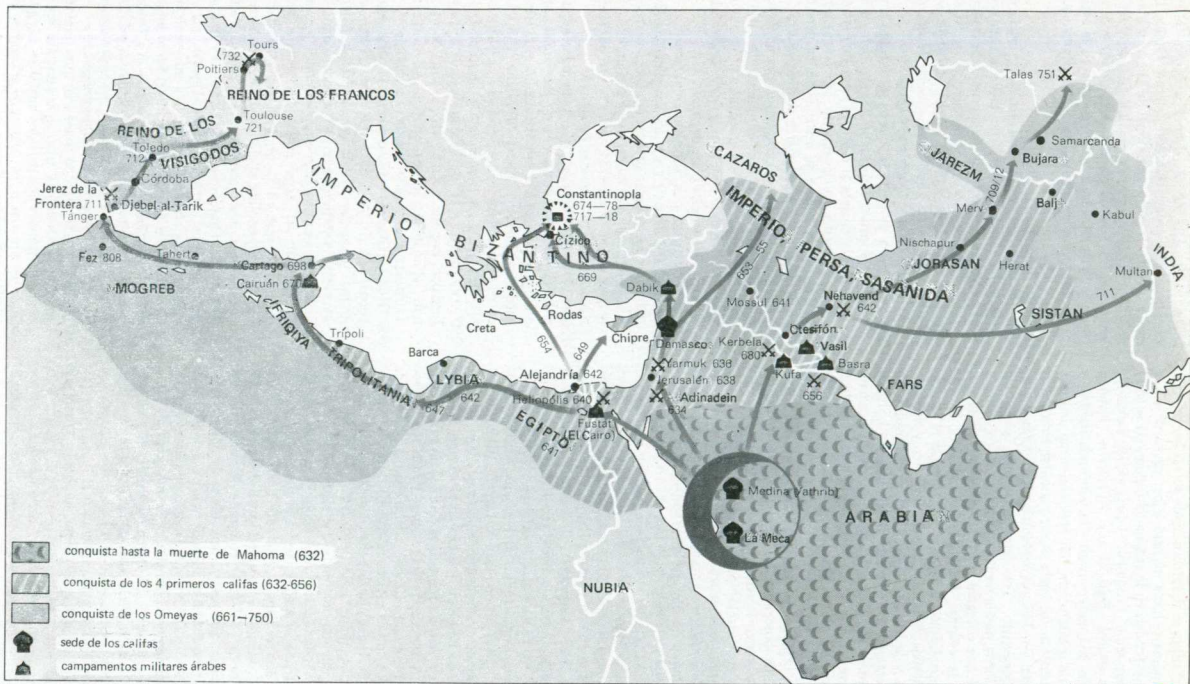 Tours
732
Poitiers
REINO DE LOS FRANCOS
Toulouse
721
REINO DE LOS
VISIGODOS
Toledo
712
Córdoba
Jerez de la
Frontera 711
Djebel-al-Tarik
Tánger
Fez 808
Tahert
Cartago 698
Cairuán 670
MOGREB
FRIQIYA
Trípoli
TRIPOLITANIA
647
Barca
LYBIA
642
IMPERIO
BIZANTINO
Constantinopla
674—78
717—18
Cízico
669
Rodas
Creta
654
649
Chipre
Alejandría 642
Heliópolis 640
Fustat
(El Cairo)
EGIPTO
641
NUBIA
CAZAROS
IMPERIO, PERSA, SASANIDA
653 — 55
Dabik
Mossul 641
Damasco
Yarmuk 636
Jerusalén 638
Adinadein
634
Nehavend
642
Ctesifón
Kerbela
680
Vasil
Kufa
Basra
656
FARS
Talas 751
Samarcanda
Bujara
JAREZM
709/12
Merv
Balj
Kabul
Nischapur
JORASAN
Herat
INDIA
Multan
711
SISTAN
Medina (Yathrib)
La Meca
ARABIA
conquista hasta la muerte de Mahoma (632)
conquista de los 4 primeros califas (632-656)
conquista de los Omeyas (661—750)
sede de los califas
campamentos militares árabes